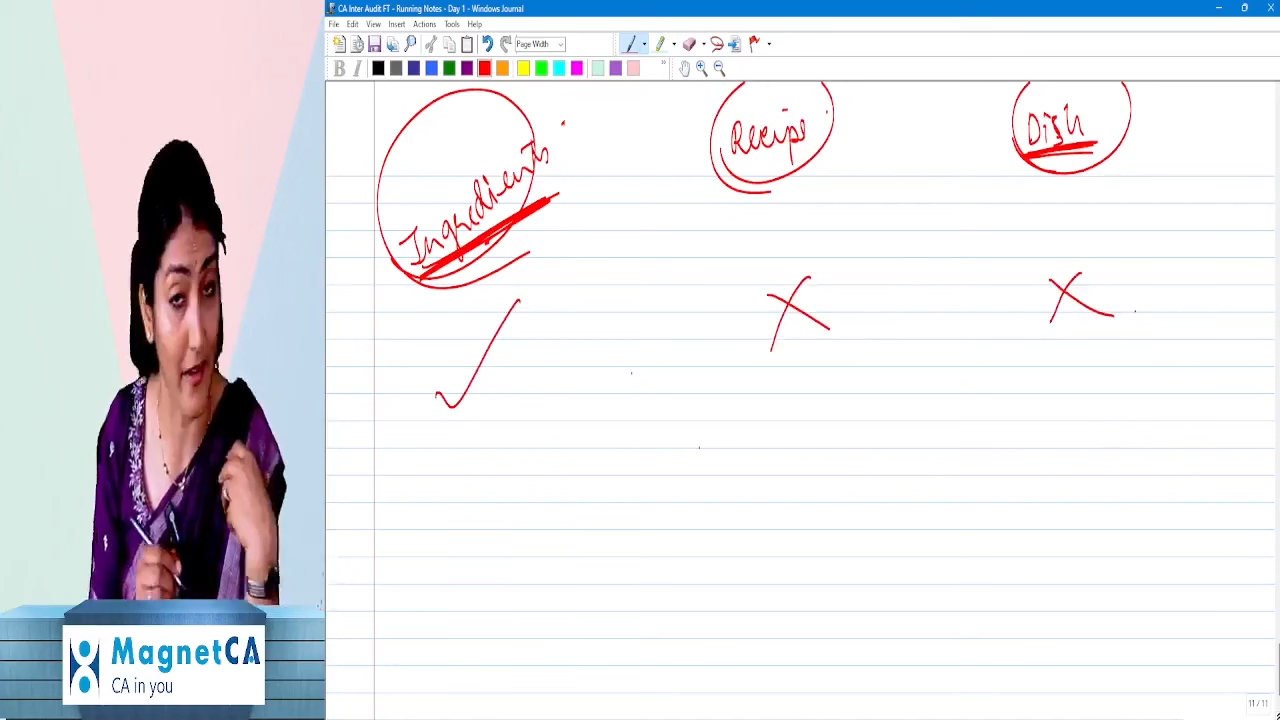 CA Inter Audit FT - Running Notes - Day 1 - Windows Journal
File Edit View Insert Actions Tools Help
Page Width
B I
Ingredients
Recipe
Dish
MagnetCA
CA in you
11 / 11